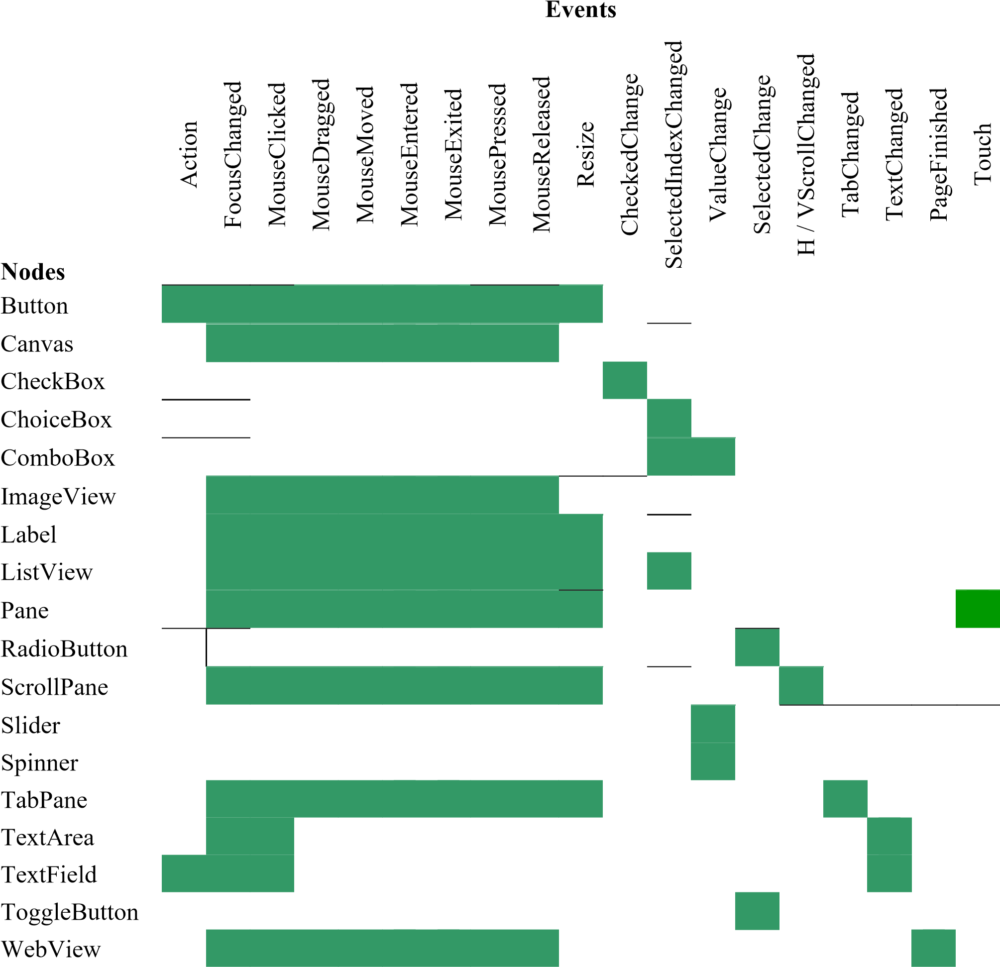 Events
Action
FocusChanged
MouseClicked
MouseDragged
MouseMoved
MouseEntered
MouseExited
MousePressed
MouseReleased
Resize
CheckedChange
SelectedIndexChanged
ValueChange
SelectedChange
H / VScrollChanged
TabChanged
TextChanged
PageFinished
Touch
Nodes
Button
Canvas
CheckBox
ChoiceBox
ComboBox
ImageView
Label
ListView
Pane
RadioButton
ScrollPane
Slider
Spinner
TabPane
TextArea
TextField
ToggleButton
WebView